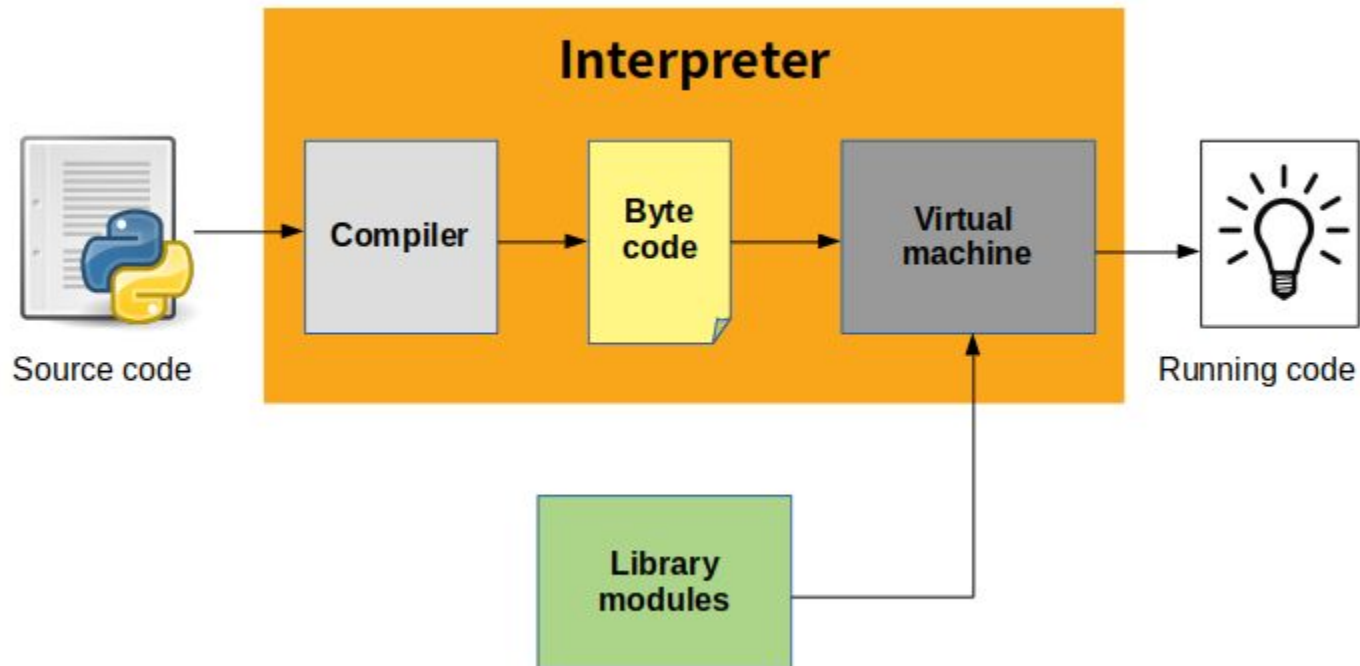 Interpreter
Compiler
Byte
code
Virtual
machine
Source code
Running code
Library
modules